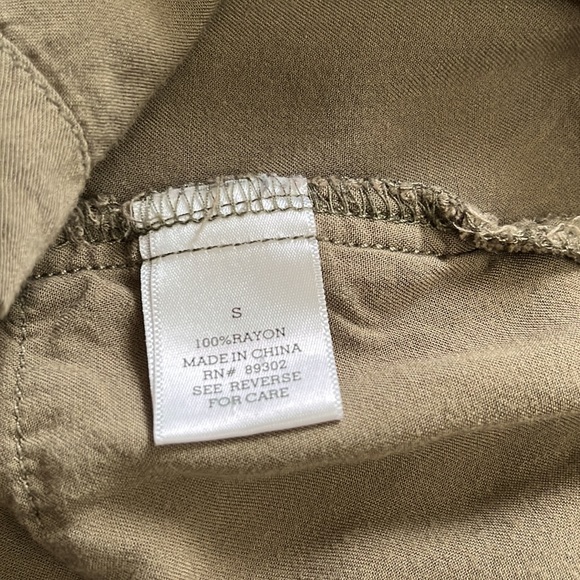 S
100%RAYON
MADE IN CHINA
RN# 89302
SEE REVERSE
FOR CARE